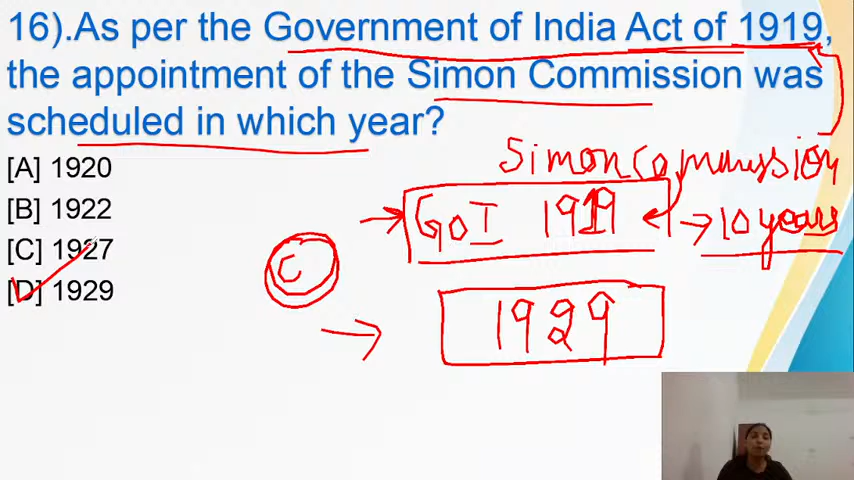 16).As per the Government of India Act of 1919,
the appointment of the Simon Commission was
scheduled in which year?
[A] 1920
[B] 1922
[C] 1927
[D] 1929
Simon Commission
GoI 1919
10 years
C
1929